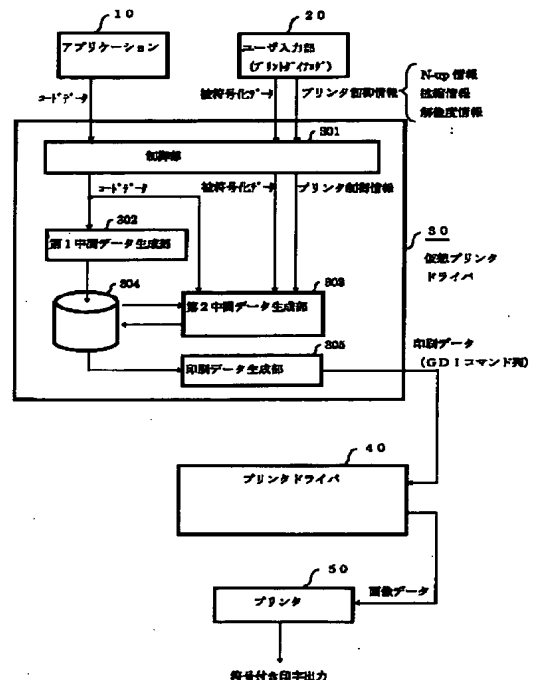 10
20
アプリケーション
ユーザ入力部
(プリントダイアログ)
N-up 情報
拡縮情報
解像度情報
:
コードデータ
被符号化データ
プリンタ制御情報
301
制御部
コードデータ
被符号化データ
プリンタ制御情報
302
第1中間データ生成部
30
仮想プリンタ
ドライバ
304
303
第2中間データ生成部
305
印刷データ生成部
印刷データ
(GDIコマンド列)
40
プリンタドライバ
50
プリンタ
画像データ
符号付き印字出力